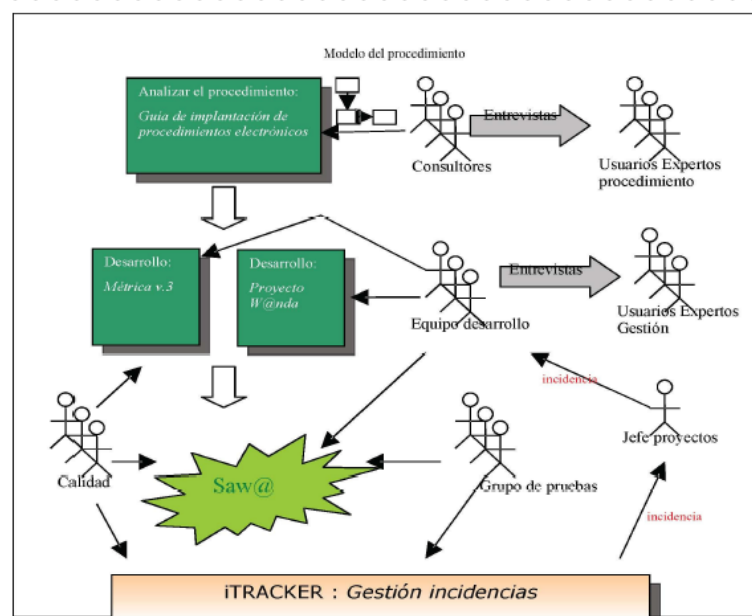 Modelo del procedimiento
Analizar el procedimiento:
Guia de implantación de
procedimientos electrónicos
Entrevistas
Consultores
Usuarios Expertos
procedimiento
Desarrollo:
Métrica v.3
Desarrollo:
Proyecto
W@nda
Entrevistas
Equipo desarrollo
Usuarios Expertos
Gestión
incidencia
Jefe proyectos
Calidad
Saw@
Grupo de pruebas
incidencia
iTRACKER : Gestión incidencias